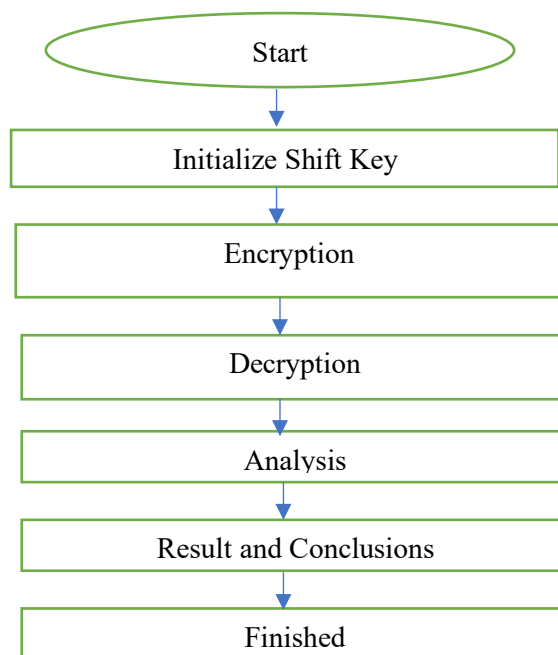 Start
Initialize Shift Key
Encryption
Decryption
Analysis
Result and Conclusions
Finished